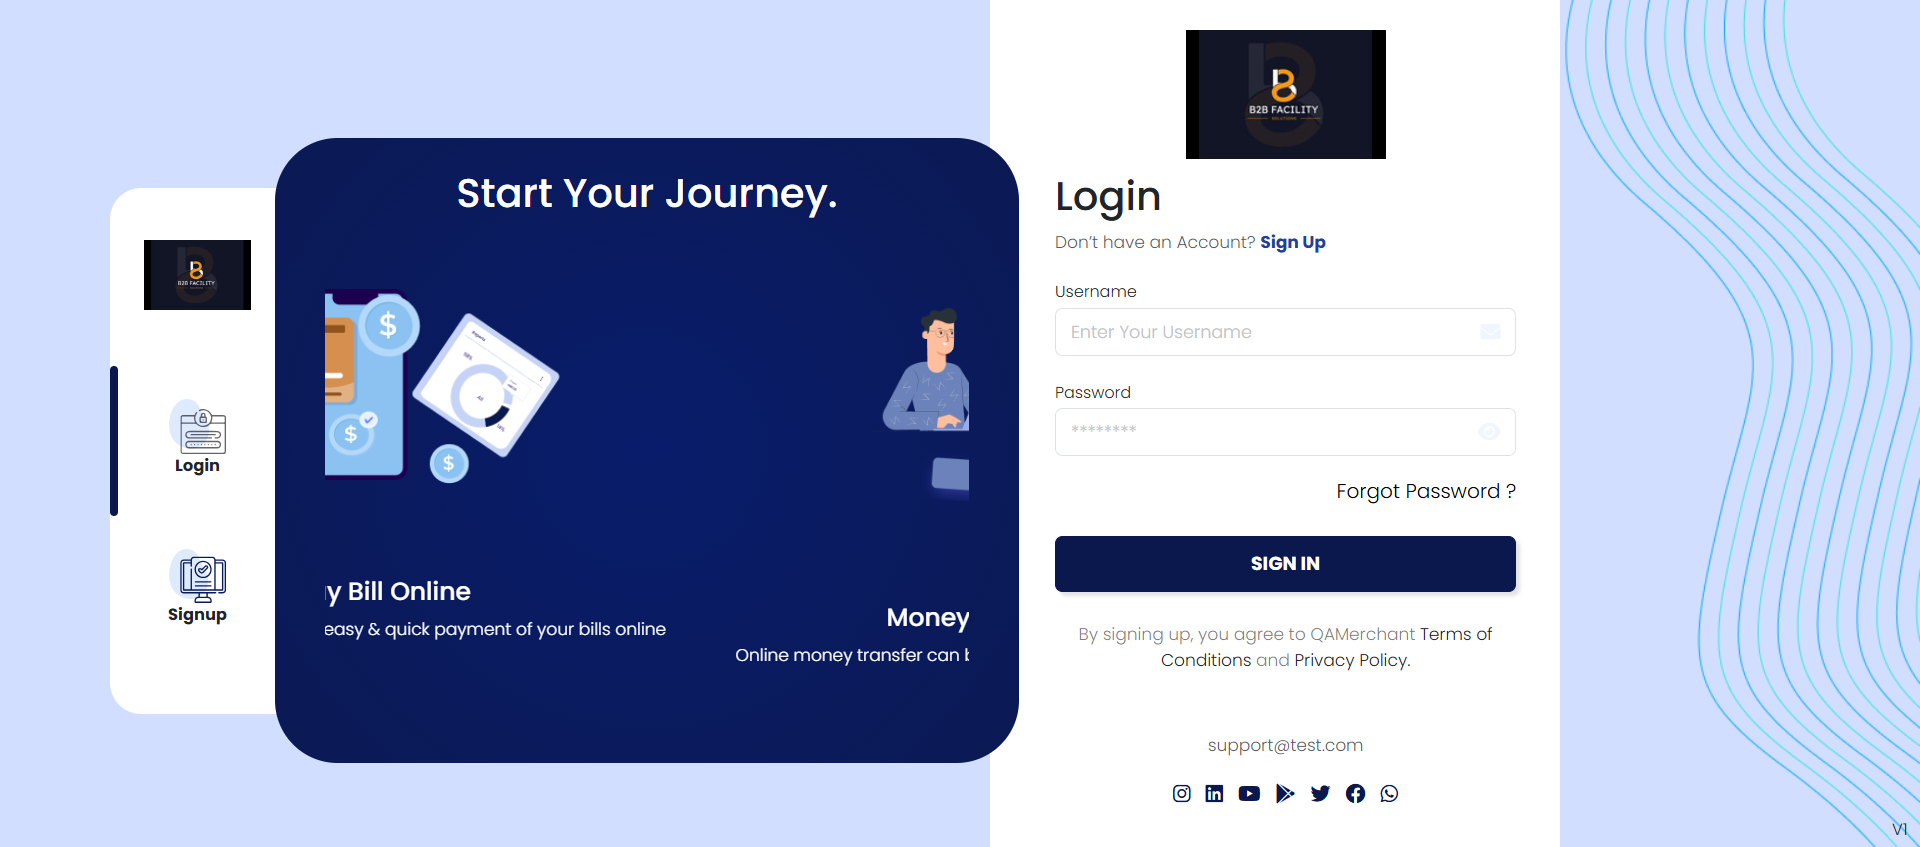 B2B FACILITY
SOLUTIONS
B2B FACILITY
Login
Signup
Start Your Journey.
y Bill Online
easy & quick payment of your bills online
Money
Online money transfer can b
Login
Don't have an Account? Sign Up
Username
Enter Your Username
Password
********
Forgot Password ?
SIGN IN
By signing up, you agree to QAMerchant Terms of
Conditions and Privacy Policy.
support@test.com
V1